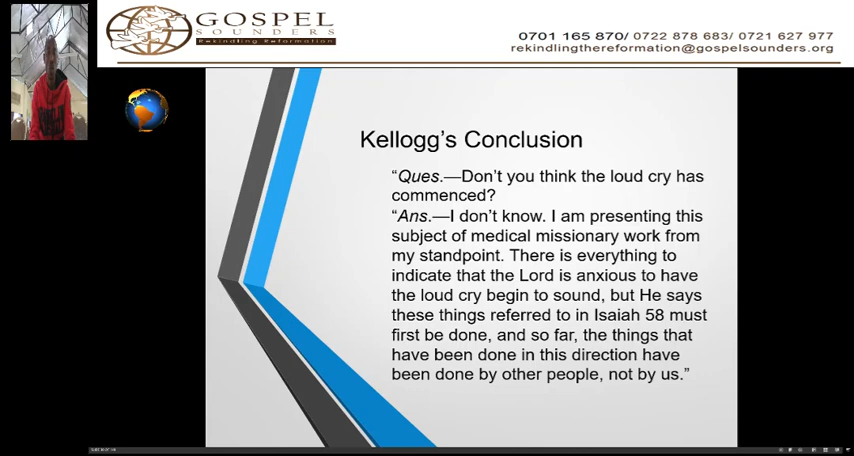 GOSPEL
SOUNDERS
Rekindling Reformation
0701 165 870/ 0722 878 683/ 0721 627 977
rekindlingthereformation@gospelsounders.org
Kellogg's Conclusion
“Ques.—Don’t you think the loud cry has
commenced?
“Ans.—I don’t know. I am presenting this
subject of medical missionary work from
my standpoint. There is everything to
indicate that the Lord is anxious to have
the loud cry begin to sound, but He says
these things referred to in Isaiah 58 must
first be done, and so far, the things that
have been done in this direction have
been done by other people, not by us.”